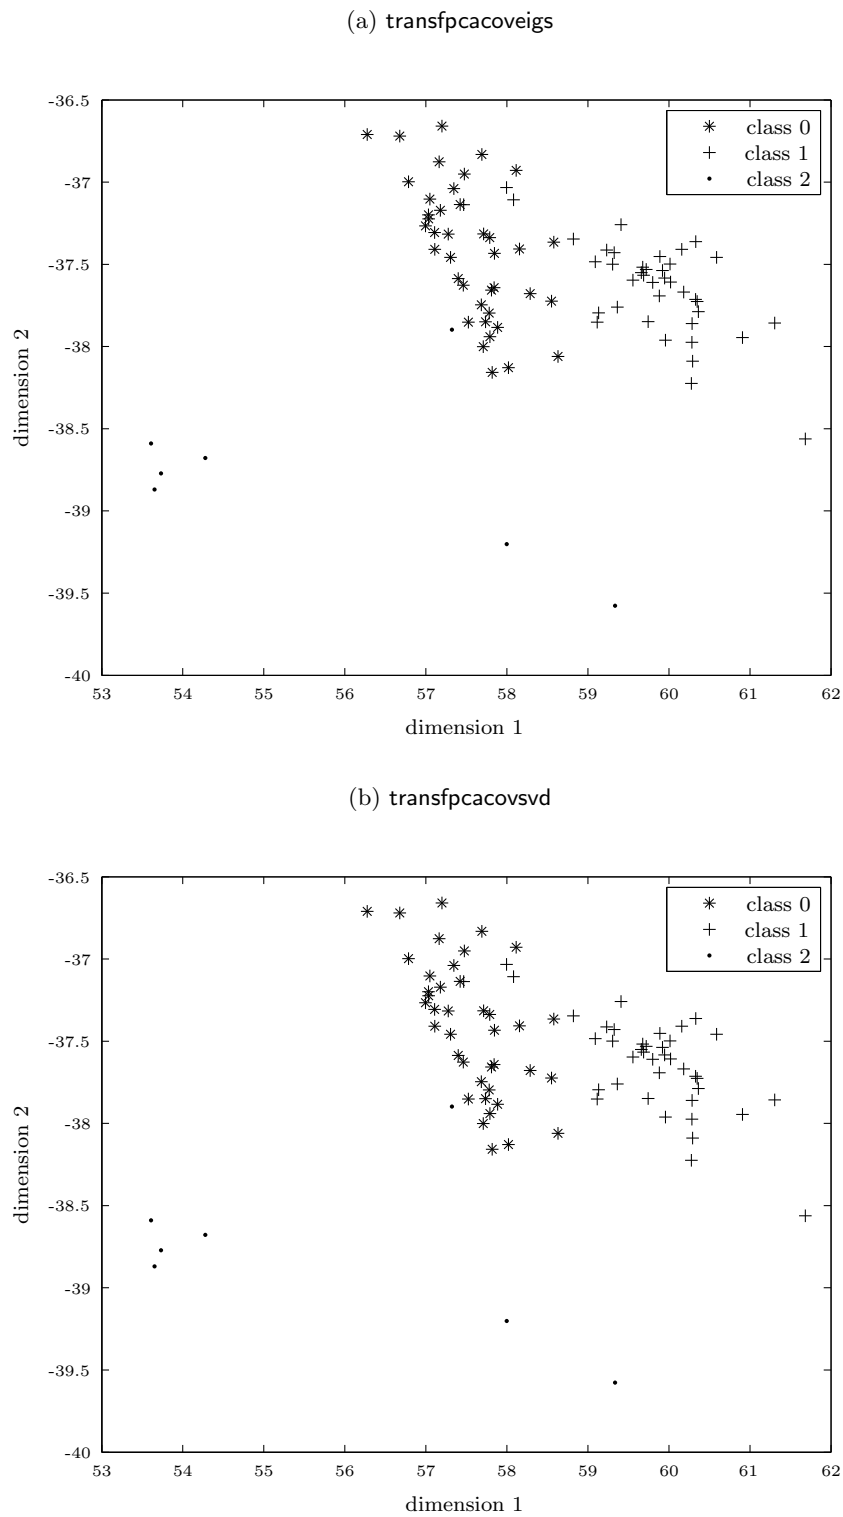 (a) transfpcacoveigs
-36.5
class 0
class 1
class 2
-37
-37.5
-38
-38.5
-39
-39.5
-40
dimension 2
53 54 55 56 57 58 59 60 61 62
dimension 1
(b) transfpcacovsvd
-36.5
class 0
class 1
class 2
-37
-37.5
-38
-38.5
-39
-39.5
-40
dimension 2
53 54 55 56 57 58 59 60 61 62
dimension 1